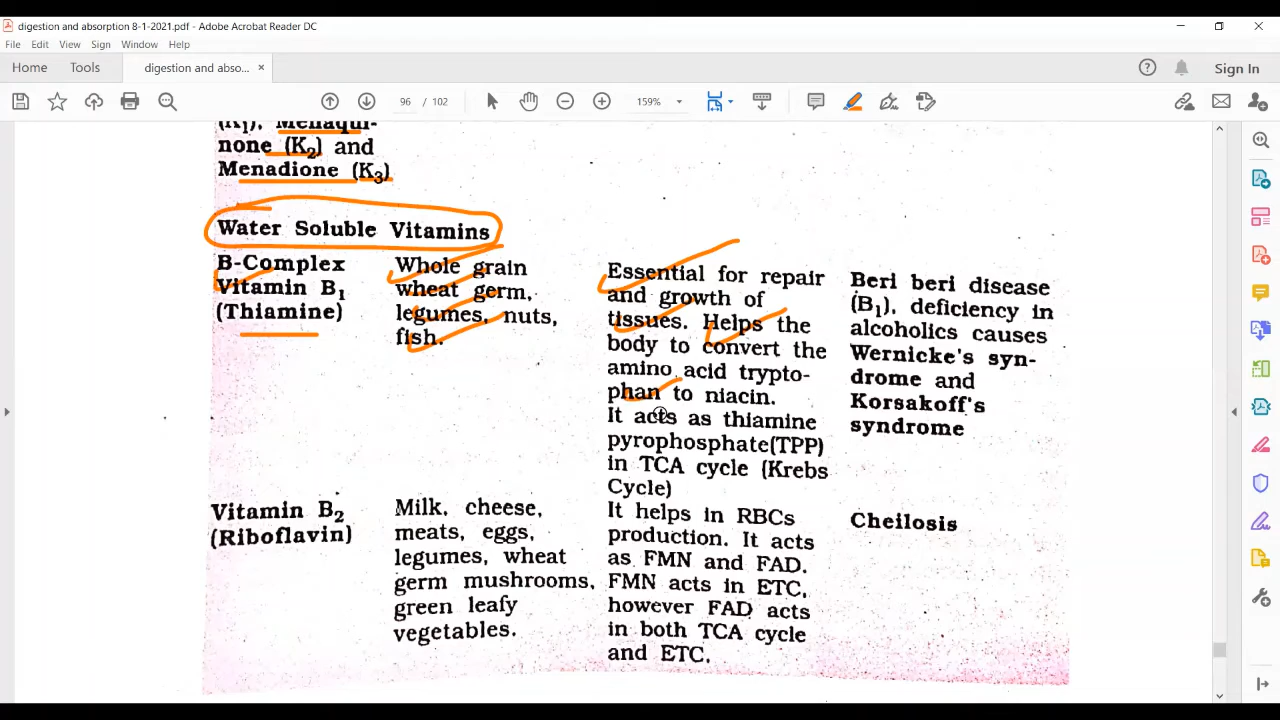 digestion and absorption 8-1-2021.pdf - Adobe Acrobat Reader DC
File Edit View Sign Window Help
Home Tools digestion and abso... × Sign In
96 / 102 159%
(K1), Menaqui-
none (K2) and
Menadione (K3)
Water Soluble Vitamins
B-Complex
Vitamin B1
(Thiamine)
Whole grain
wheat germ,
legumes, nuts,
fish.
Essential for repair
and growth of
tissues. Helps the
body to convert the
amino acid trypto-
phan to niacin.
It acts as thiamine
pyrophosphate(TPP)
in TCA cycle (Krebs
Cycle)
Beri beri disease
(B1), deficiency in
alcoholics causes
Wernicke's syn-
drome and
Korsakoff's
syndrome
Vitamin B2
(Riboflavin)
Milk, cheese,
meats, eggs,
legumes, wheat
germ mushrooms,
green leafy
vegetables.
It helps in RBCs
production. It acts
as FMN and FAD.
FMN acts in ETC,
however FAD acts
in both TCA cycle
and ETC.
Cheilosis